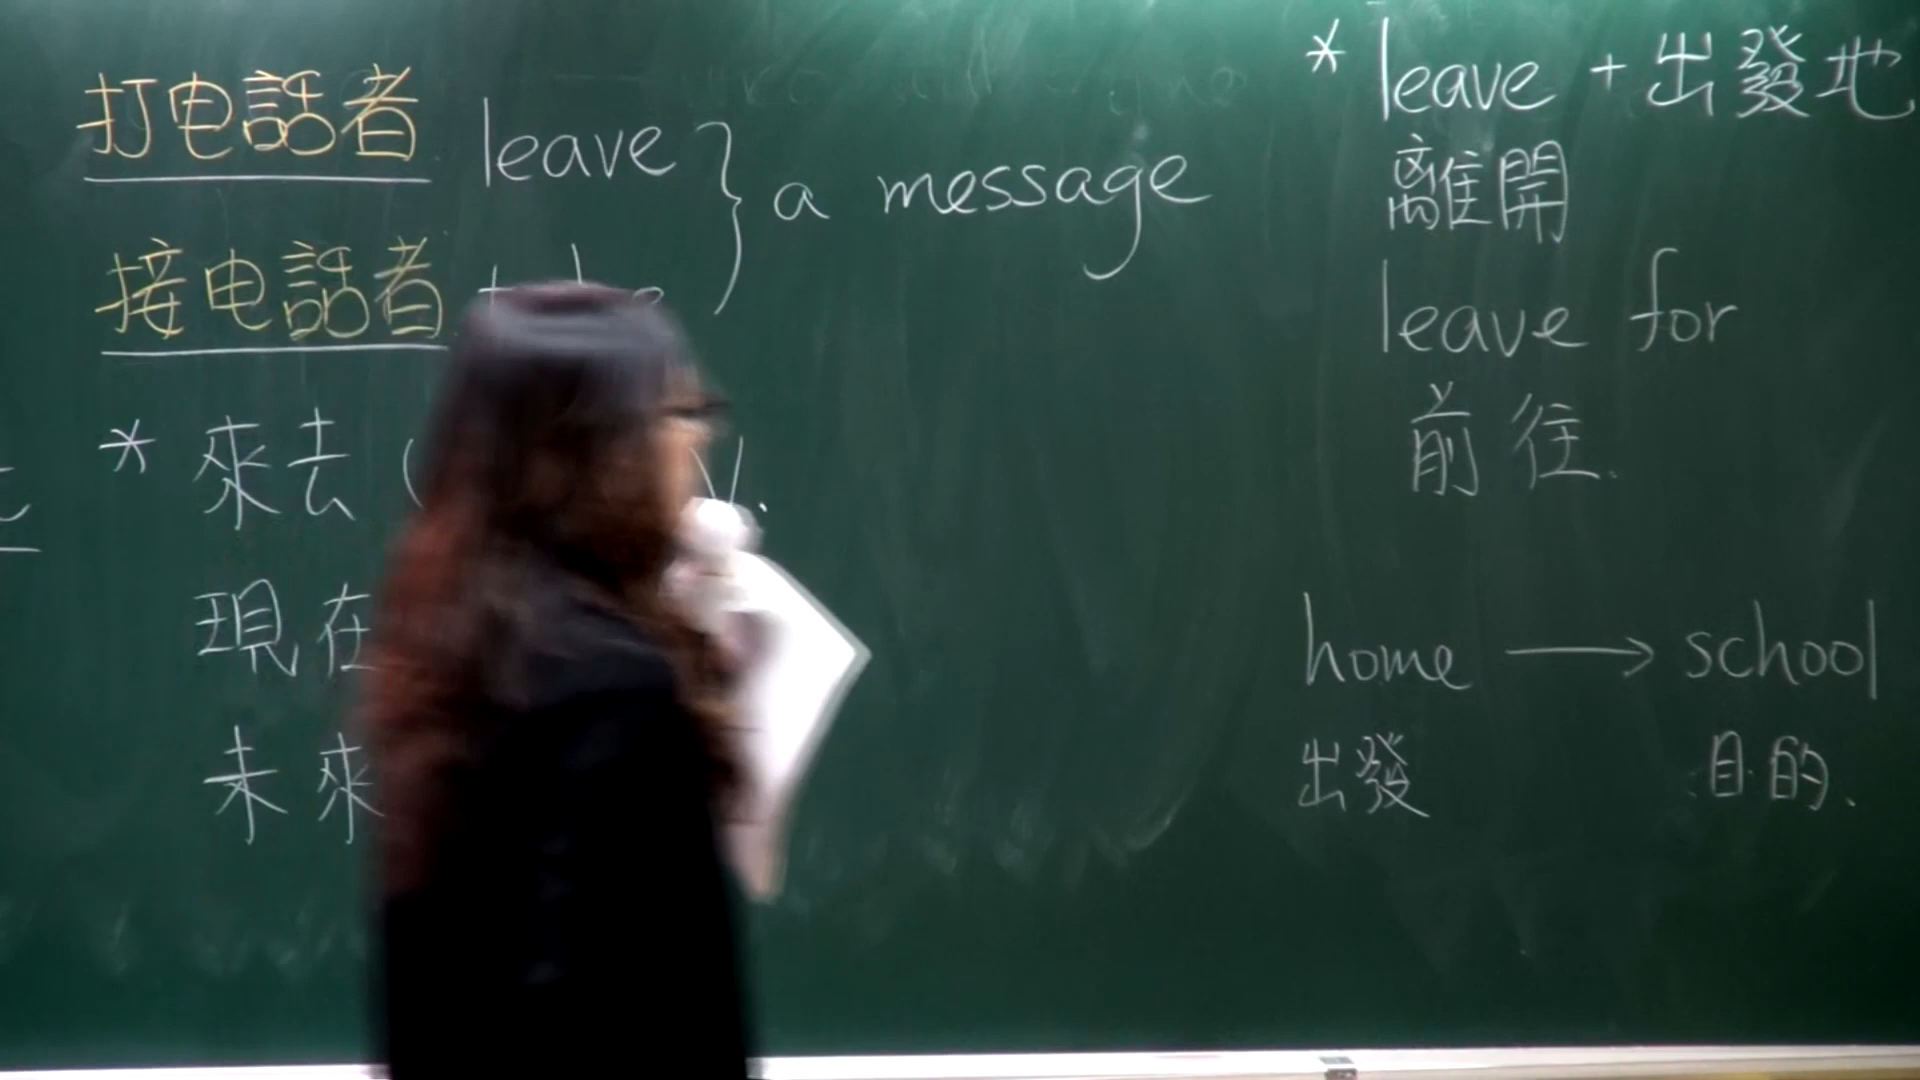 打电話者 leave } a message
接电話者
* 來去 (
現在
未來
* leave + 出發地
離開
leave for
前往.
home → school
出發 目的.